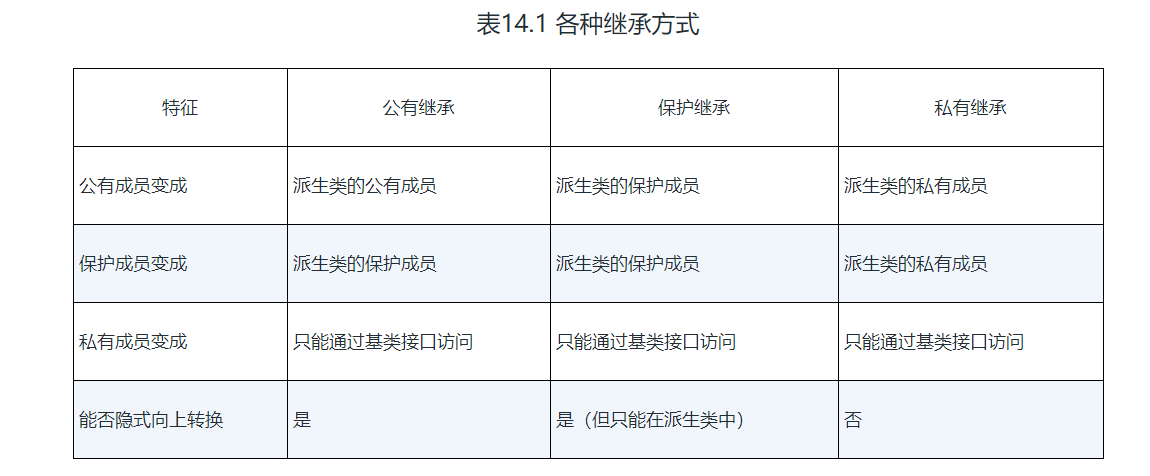 表14.1 各种继承方式
特征 公有继承 保护继承 私有继承
公有成员变成 派生类的公有成员 派生类的保护成员 派生类的私有成员
保护成员变成 派生类的保护成员 派生类的保护成员 派生类的私有成员
私有成员变成 只能通过基类接口访问 只能通过基类接口访问 只能通过基类接口访问
能否隐式向上转换 是 是（但只能在派生类中） 否